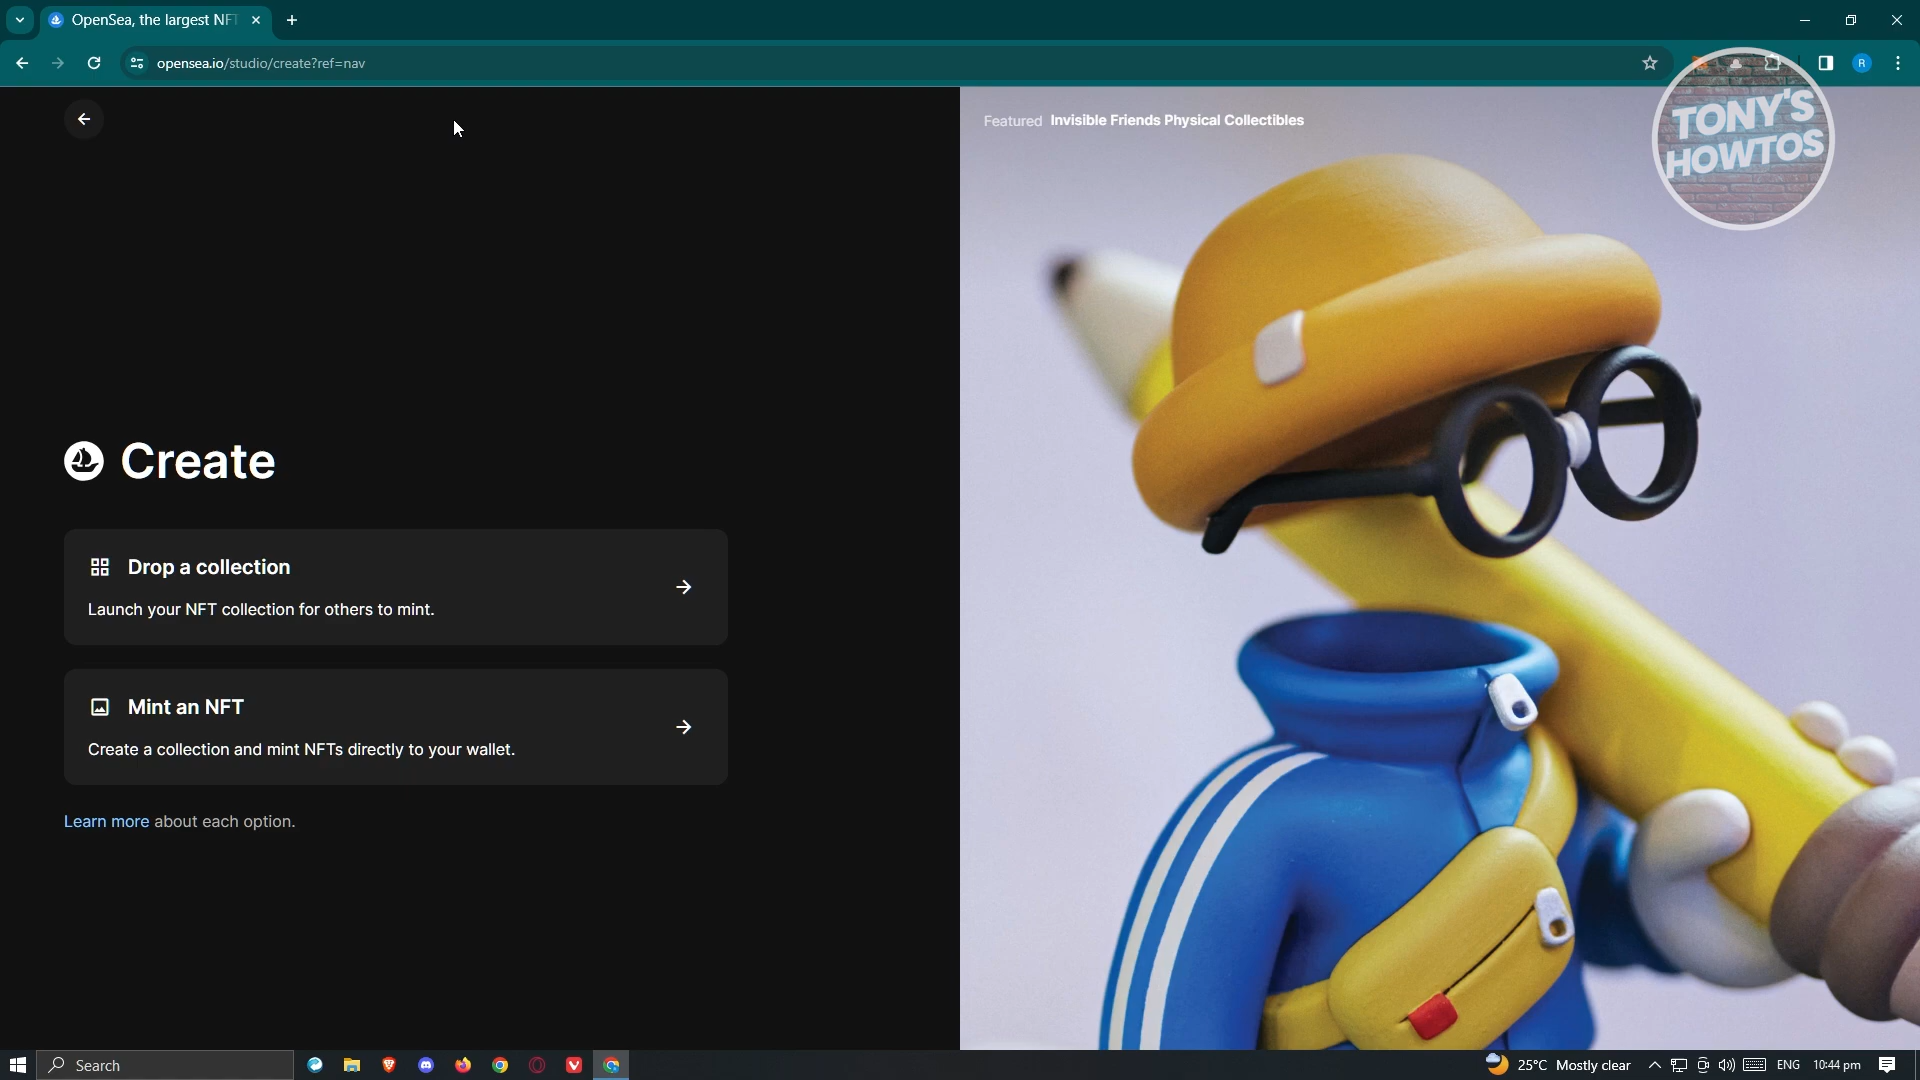 OpenSea, the largest NFT
opensea.io/studio/create?ref=nav
R
Featured Invisible Friends Physical Collectibles
TONY'S
HOWTOS
Create
Drop a collection
Launch your NFT collection for others to mint.
Mint an NFT
Create a collection and mint NFTs directly to your wallet.
Learn more about each option.
Search
25°C Mostly clear
ENG
10:44 pm